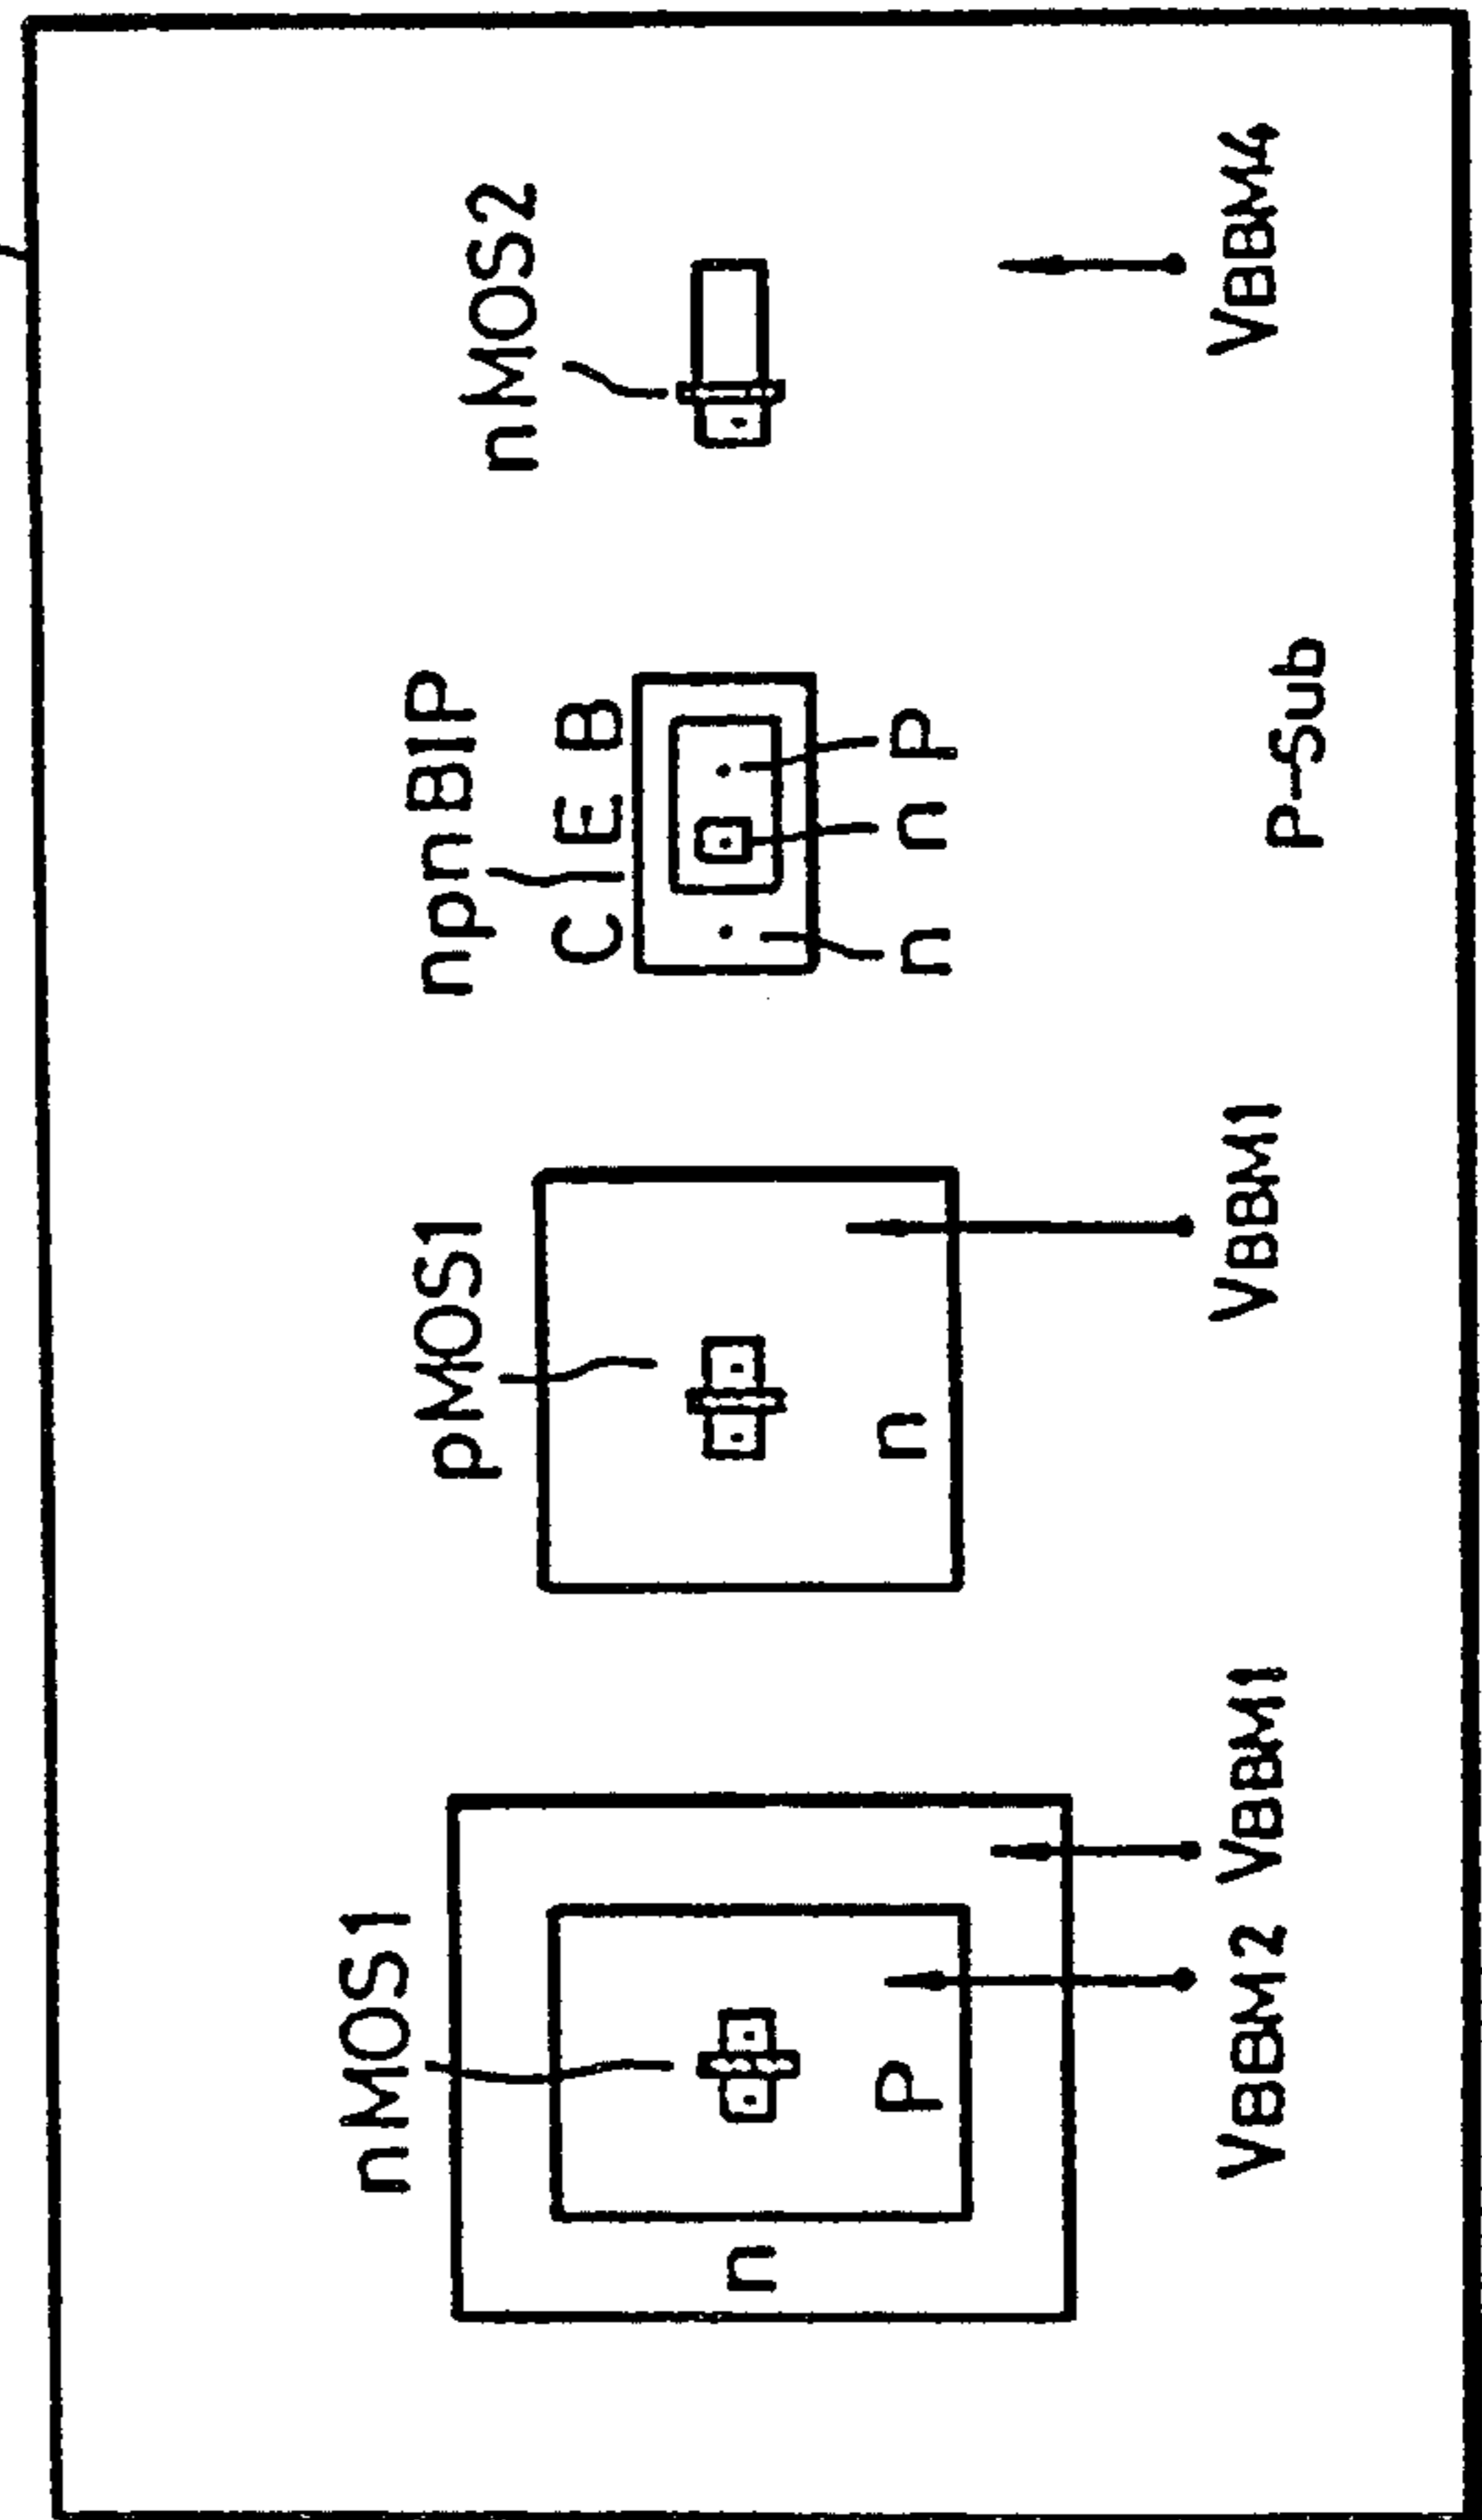 nMOS1
pMOS1
npnBIP
nMOS2
C E B
n
P
n
n
n
P
VBBM2
VBBM1
VBBM1
P-Sub
VBBM4